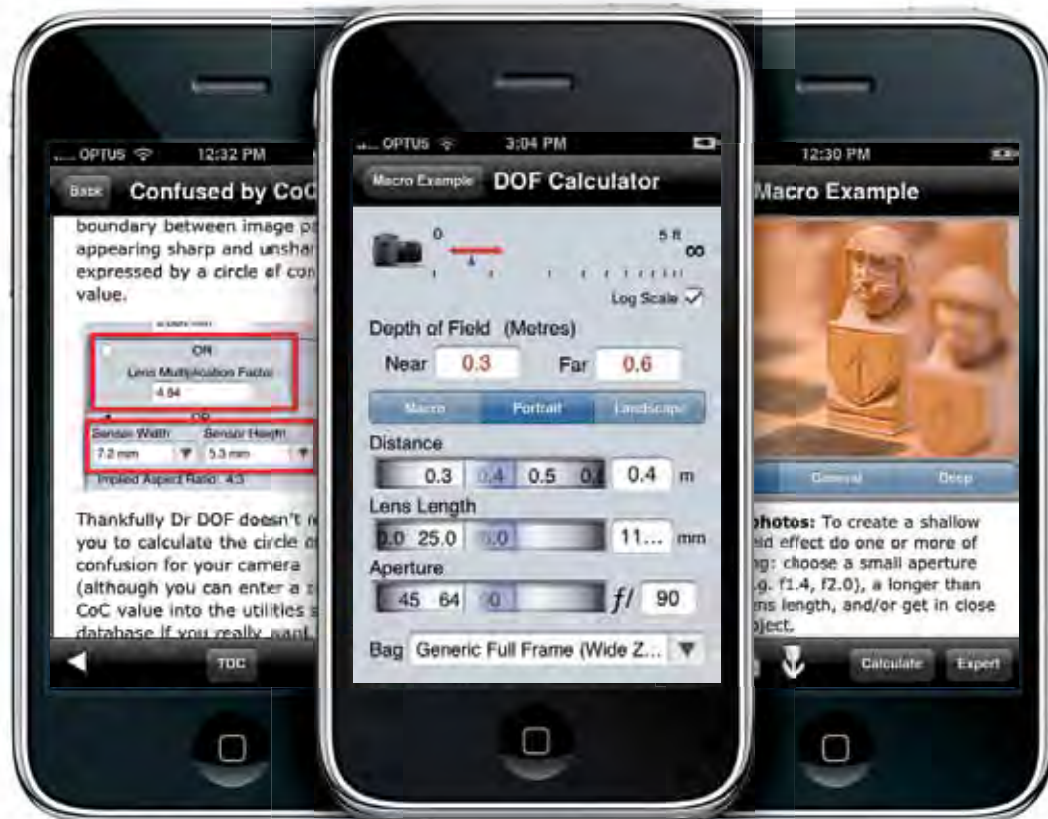 OPTUS 12:32 PM
Back Confused by CoC
boundary between image
appearing sharp and
expressed by a circle of
value.
OR
Lens Multiplication Factor
4.84
OR
Sensor Width Sensor Height
7.2 mm 5.3 mm
Implied Aspect Ratio: 4:3
Thankfully Dr DOF doesn't
you to calculate the circle
confusion for your camera
(although you can enter a
CoC value into the utilities
database if you really want
TOC
OPTUS 3:04 PM
Macro Example DOF Calculator
0 5 ft
∞
Log Scale
Depth of Field (Metres)
Near 0.3 Far 0.6
Macro Portrait Landscape
Distance
0.3 0.4 0.5 0.4 m
Lens Length
0.0 25.0 0.0 11... mm
Aperture
45 64 f/ 90
Bag Generic Full Frame (Wide Z...
12:30 PM
Macro Example
General Deep
photos: To create a shallow
effect do one or more of
choose a small aperture
f1.4, f2.0), a longer than
length, and/or get in close
Calculate Expert